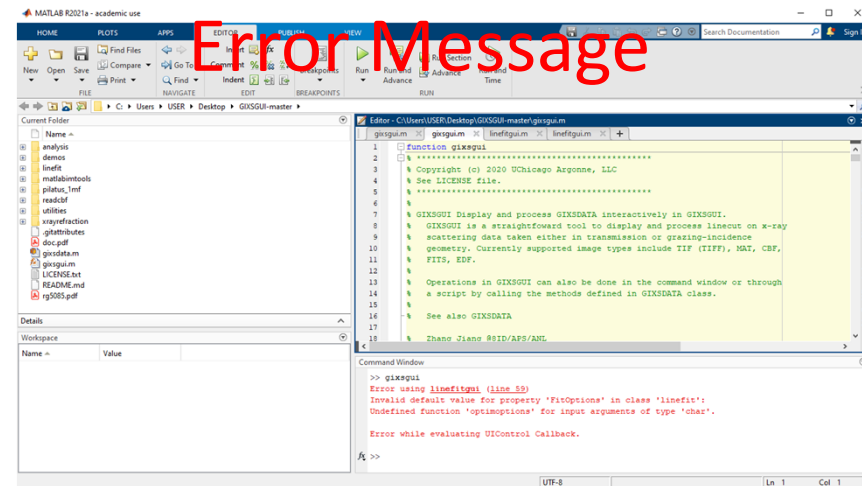 MATLAB R2021a - academic use
HOME PLOTS APPS EDITOR PUBLISH VIEW Search Documentation Sign
Error Message
New Open Save Find Files Compare Print
Go To Find
Insert fx Comment % Indent
Breakpoints
Run Run and Advance Run Section Advance Run and Time
FILE NAVIGATE EDIT BREAKPOINTS RUN
C: Users USER Desktop GIXSGUI-master
Current Folder
Name
analysis
demos
linefit
matlabimtools
pilatus_1mf
readcbf
utilities
xrayrefraction
.gitattributes
doc.pdf
gixsdata.m
gixsgui.m
LICENSE.txt
README.md
rg5085.pdf
Details
Workspace
Name Value
Editor - C:\Users\USER\Desktop\GIXSGUI-master\gixsgui.m
gixsgui.m gixsgui.m linefitgui.m linefitgui.m +
1 function gixsgui
2 % **********************************************
3 % Copyright (c) 2020 UChicago Argonne, LLC
4 % See LICENSE file.
5 % **********************************************
6 %
7 % GIXSGUI Display and process GIXSDATA interactively in GIXSGUI.
8 % GIXSGUI is a straightfoward tool to display and process linecut on x-ray
9 % scattering data taken either in transmission or grazing-incidence
10 % geometry. Currently supported image types include TIF (TIFF), MAT, CBF,
11 % FITS, EDF.
12 %
13 % Operations in GIXSGUI can also be done in the command window or through
14 % a script by calling the methods defined in GIXSDATA class.
15 %
16 % See also GIXSDATA
17
18 % Zhang Jiang @8ID/APS/ANL
Command Window
>> gixsgui
Error using linefitgui (line 59)
Invalid default value for property 'FitOptions' in class 'linefit':
Undefined function 'optimoptions' for input arguments of type 'char'.
Error while evaluating UIControl Callback.
fx >>
UTF-8 Ln 1 Col 1